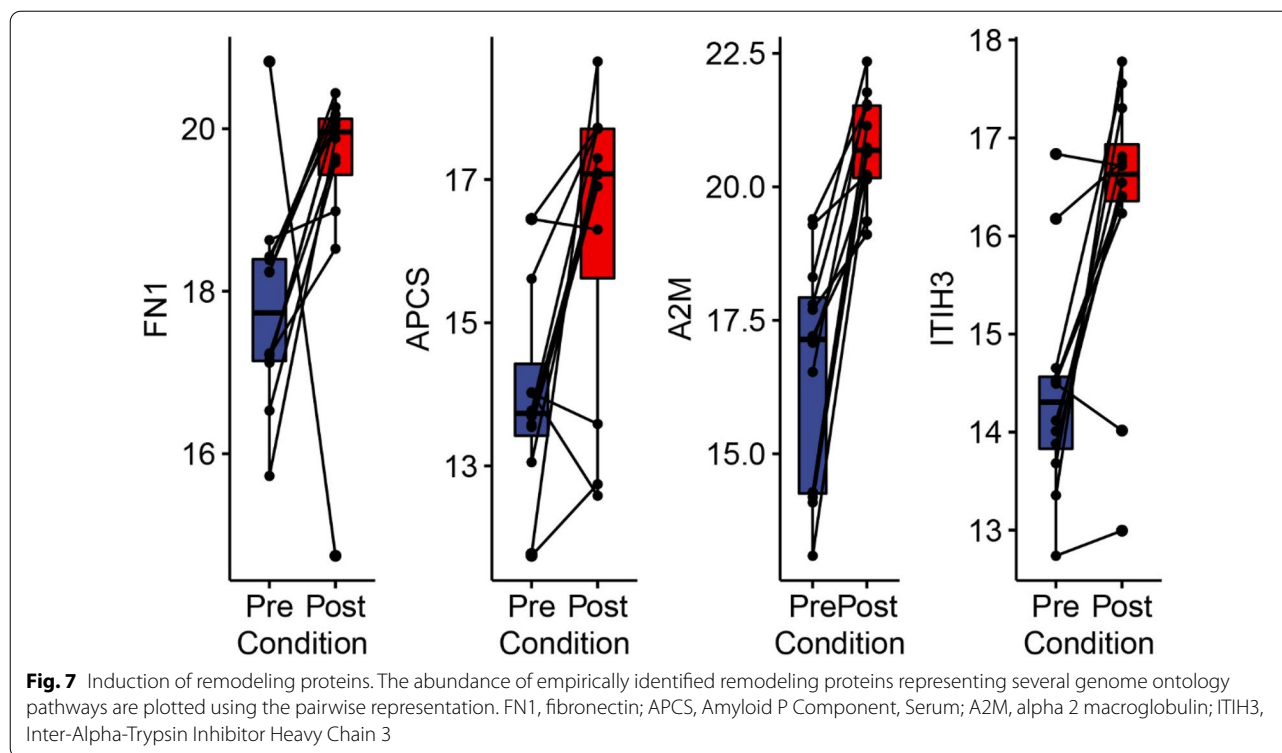 FN1
20
18
16
Pre Post
Condition
APCS
17
15
13
Pre Post
Condition
A2M
22.5
20.0
17.5
15.0
PrePost
Condition
ITIH3
18
17
16
15
14
13
Pre Post
Condition
Fig. 7 Induction of remodeling proteins. The abundance of empirically identified remodeling proteins representing several genome ontology
pathways are plotted using the pairwise representation. FN1, fibronectin; APCS, Amyloid P Component, Serum; A2M, alpha 2 macroglobulin; ITIH3,
Inter-Alpha-Trypsin Inhibitor Heavy Chain 3